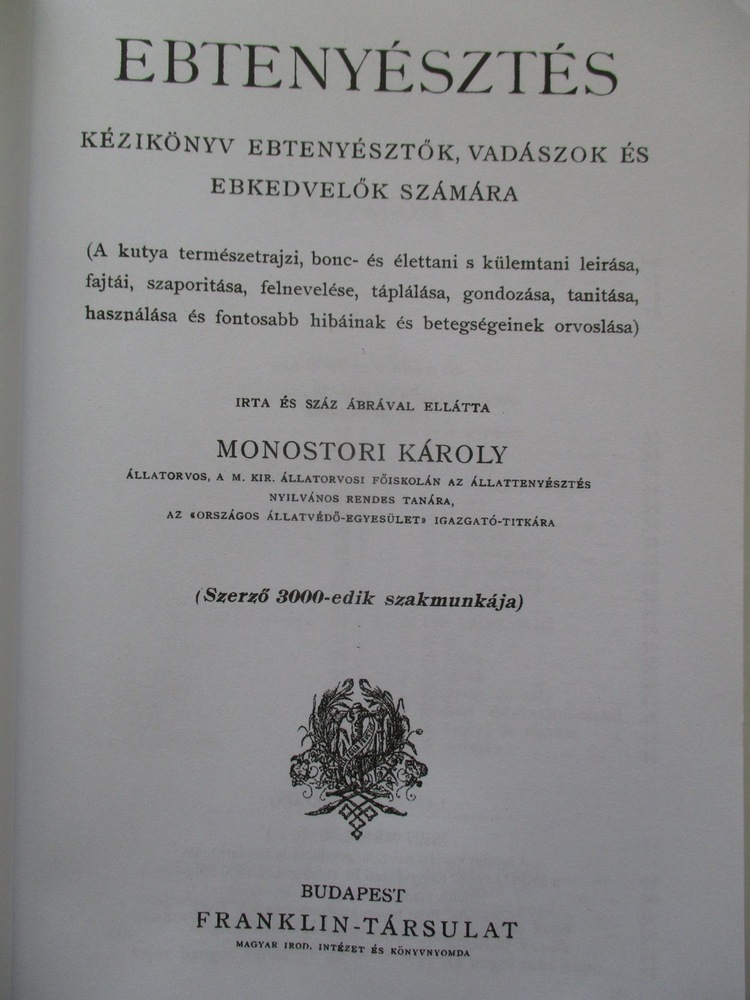 EBTENYÉSZTÉS
KÉZIKÖNYV EBTENYÉSZTŐK, VADÁSZOK ÉS
EBKEDVELŐK SZÁMÁRA
(A kutya természetrajzi, bonc- és élettani s külemtani leirása,
fajtái, szaporitása, felnevelése, táplálása, gondozása, tanitása,
használása és fontosabb hibáinak és betegségeinek orvoslása)
IRTA ÉS SZÁZ ÁBRÁVAL ELLÁTTA
MONOSTORI KÁROLY
ÁLLATORVOS, A M. KIR. ÁLLATORVOSI FŐISKOLÁN AZ ÁLLATTENYÉSZTÉS
NYILVÁNOS RENDES TANÁRA,
AZ «ORSZÁGOS ÁLLATVÉDŐ-EGYESÜLET» IGAZGATÓ-TITKÁRA
(Szerző 3000-edik szakmunkája)
BUDAPEST
FRANKLIN-TÁRSULAT
MAGYAR IROD. INTÉZET ÉS KÖNYVNYOMDA